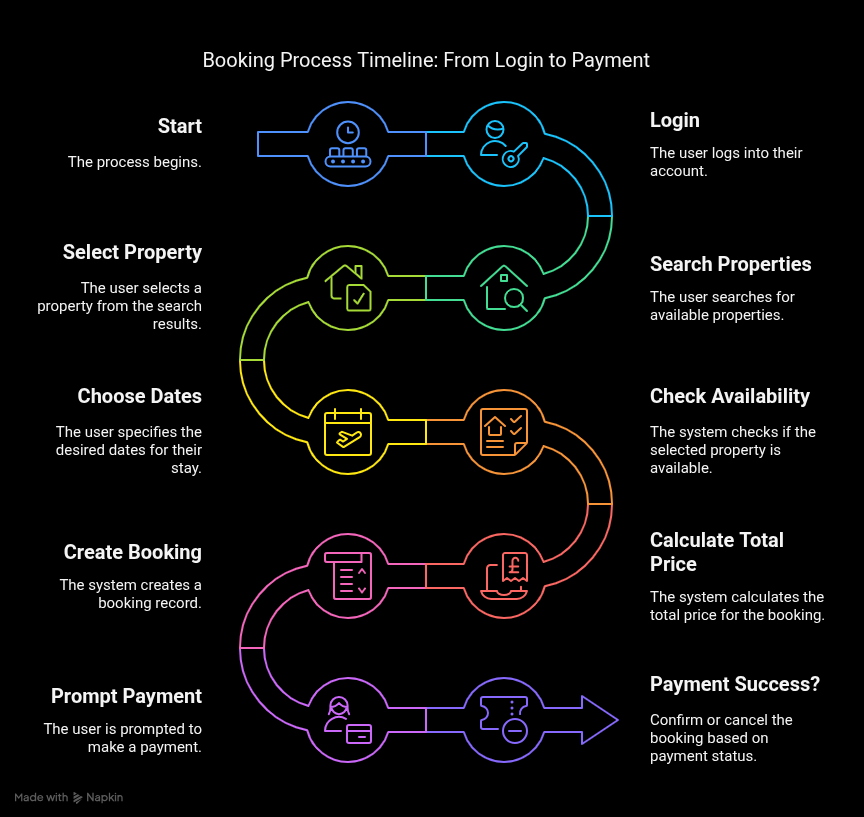 Booking Process Timeline: From Login to Payment
Start
The process begins.
Login
The user logs into their
account.
Search Properties
The user searches for
available properties.
Select Property
The user selects a
property from the search
results.
Choose Dates
The user specifies the
desired dates for their
stay.
Check Availability
The system checks if the
selected property is
available.
Calculate Total
Price
The system calculates the
total price for the booking.
£
Create Booking
The system creates a
booking record.
Prompt Payment
The user is prompted to
make a payment.
Payment Success?
Confirm or cancel the
booking based on
payment status.
Made with Napkin